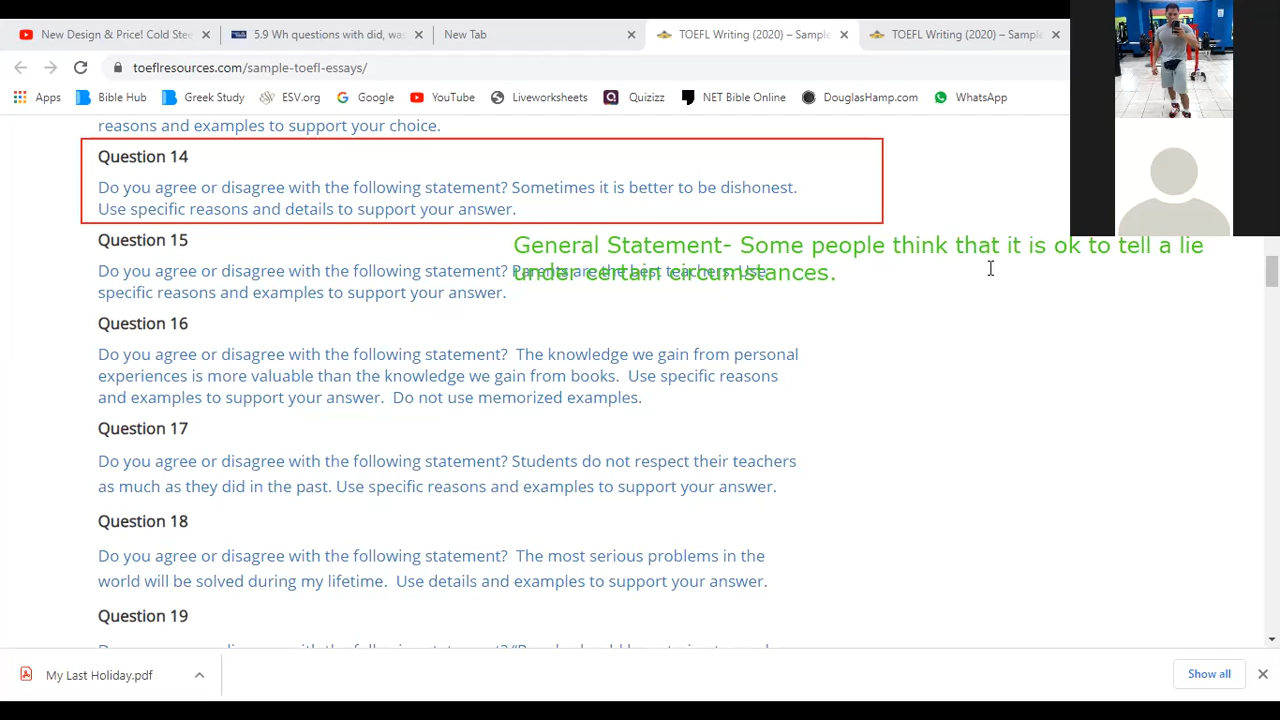 New Design & Price! Cold Stee
5.9 Wh questions with did, wa
New Tab
TOEFL Writing (2020) – Sample
TOEFL Writing (2020) – Sample
toeflresources.com/sample-toefl-essays/
Apps
Bible Hub
Greek Study
ESV.org
Google
YouTube
Liveworksheets
Quizizz
NET Bible Online
DouglasHamp.com
WhatsApp
reasons and examples to support your choice.
Question 14
Do you agree or disagree with the following statement? Sometimes it is better to be dishonest.
Use specific reasons and details to support your answer.
Question 15
General Statement- Some people think that it is ok to tell a lie
under certain circumstances.
Do you agree or disagree with the following statement? Parents are the best teachers. Use
specific reasons and examples to support your answer.
Question 16
Do you agree or disagree with the following statement?  The knowledge we gain from personal
experiences is more valuable than the knowledge we gain from books.  Use specific reasons
and examples to support your answer.  Do not use memorized examples.
Question 17
Do you agree or disagree with the following statement? Students do not respect their teachers
as much as they did in the past. Use specific reasons and examples to support your answer.
Question 18
Do you agree or disagree with the following statement?  The most serious problems in the
world will be solved during my lifetime.  Use details and examples to support your answer.
Question 19
My Last Holiday.pdf
Show all